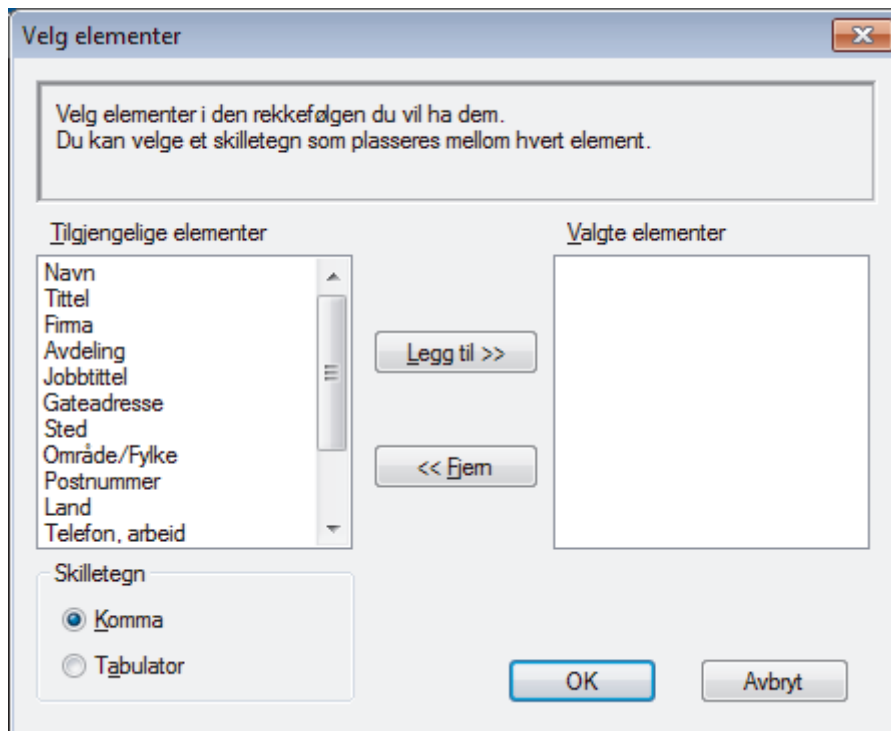 Velg elementer
Velg elementer i den rekkefølgen du vil ha dem.
Du kan velge et skilletegn som plasseres mellom hvert element.
Tilgjengelige elementer
Navn
Tittel
Firma
Avdeling
Jobbtittel
Gateadresse
Sted
Område/Fylke
Postnummer
Land
Telefon, arbeid
Legg til >>
<< Fjern
Valgte elementer
Skilletegn
Komma
Tabulator
OK
Avbryt